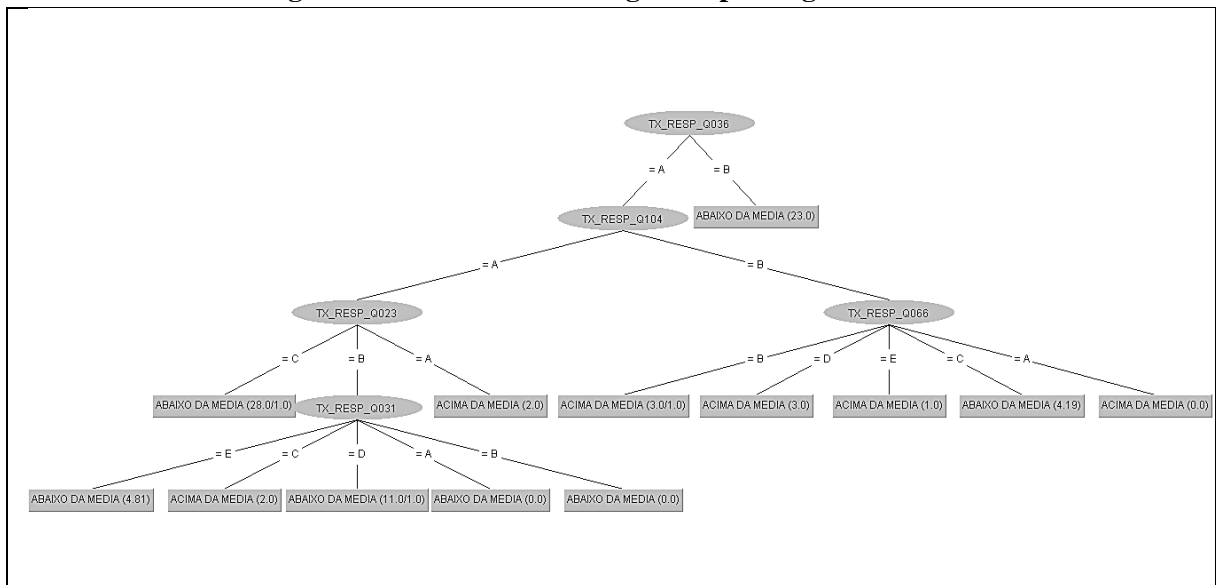 TX_RESP_Q036
= A
= B
TX_RESP_Q104
ABAIXO DA MEDIA (23.0)
= A
= B
TX_RESP_Q023
TX_RESP_Q066
= C
= B
= A
= B
= D
= E
= C
= A
ABAIXO DA MEDIA (28.0/1.0)
TX_RESP_Q031
ACIMA DA MEDIA (2.0)
ACIMA DA MEDIA (3.0/1.0)
ACIMA DA MEDIA (3.0)
ACIMA DA MEDIA (1.0)
ABAIXO DA MEDIA (4.19)
ACIMA DA MEDIA (0.0)
= E
= C
= D
= A
= B
ABAIXO DA MEDIA (4.81)
ACIMA DA MEDIA (2.0)
ABAIXO DA MEDIA (11.0/1.0)
ABAIXO DA MEDIA (0.0)
ABAIXO DA MEDIA (0.0)